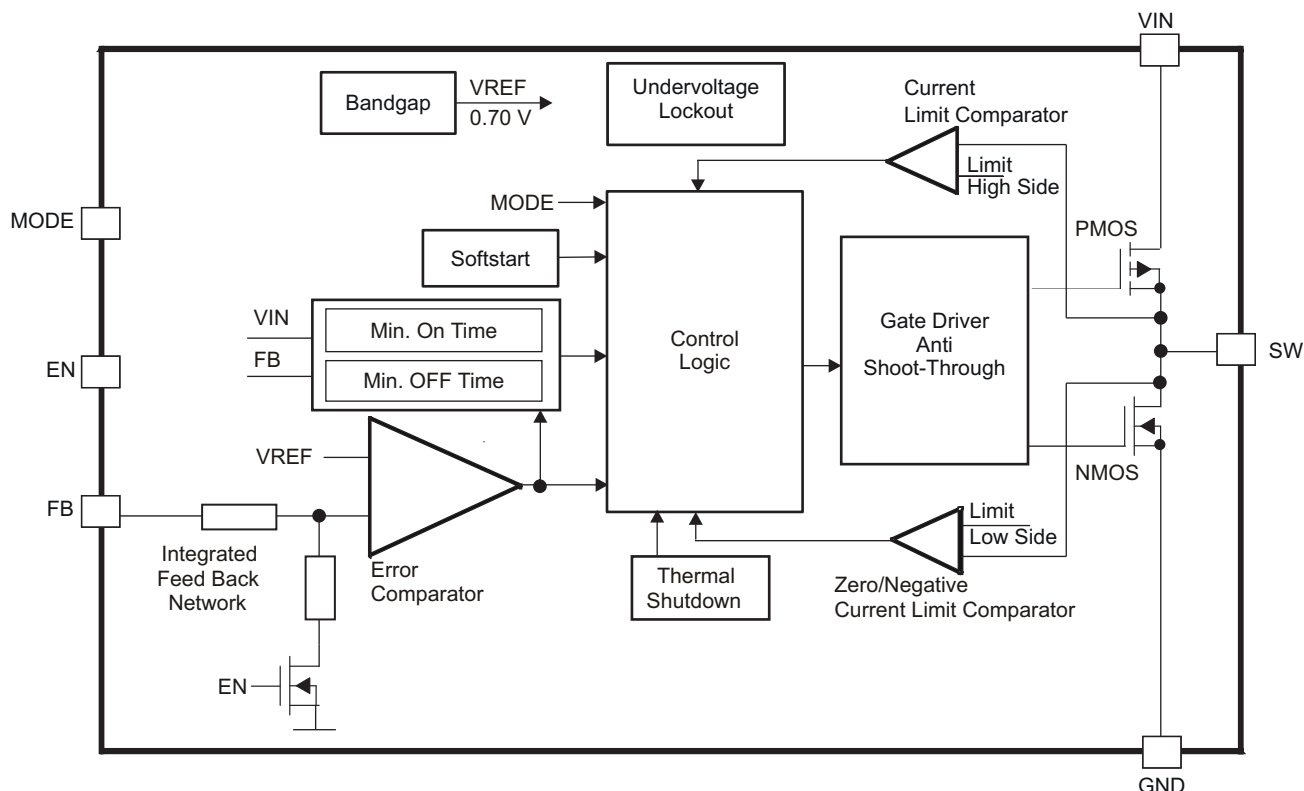 VIN
Bandgap
VREF
0.70 V
Undervoltage
Lockout
Current
Limit Comparator
Limit
High Side
MODE
MODE
PMOS
Softstart
VIN
Min. On Time
FB
Min. OFF Time
Control
Logic
Gate Driver
Anti
Shoot-Through
EN
SW
VREF
NMOS
FB
Integrated
Feed Back
Network
Error
Comparator
Thermal
Shutdown
Limit
Low Side
Zero/Negative
Current Limit Comparator
EN
GND